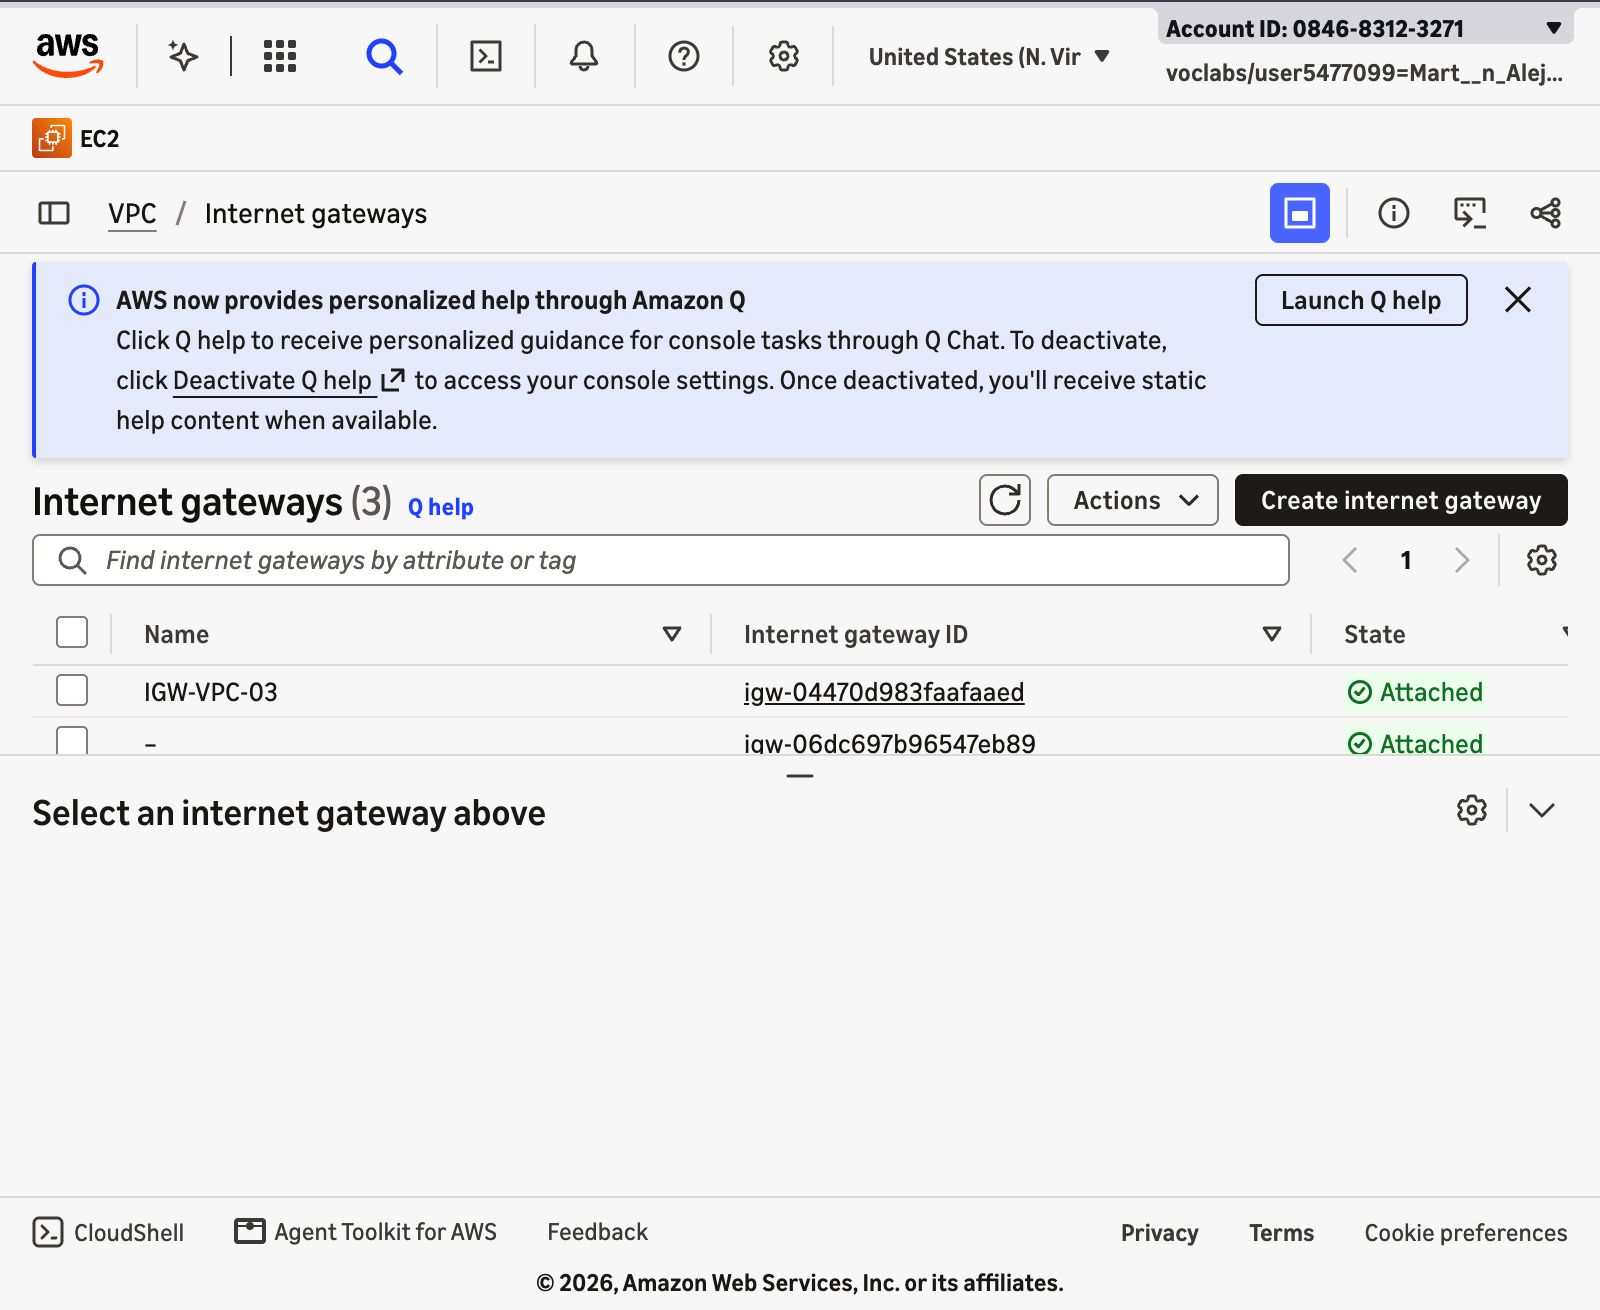 aws
United States (N. Vir
Account ID: 0846-8312-3271
voclabs/user5477099=Mart__n_Alej...
EC2
VPC / Internet gateways
AWS now provides personalized help through Amazon Q
Launch Q help
Click Q help to receive personalized guidance for console tasks through Q Chat. To deactivate,
click Deactivate Q help to access your console settings. Once deactivated, you'll receive static
help content when available.
Internet gateways (3) Q help
Actions
Create internet gateway
Find internet gateways by attribute or tag
1
Name Internet gateway ID State
IGW-VPC-03 igw-04470d983faafaaed Attached
– igw-06dc697b96547eb89 Attached
Select an internet gateway above
CloudShell Agent Toolkit for AWS Feedback Privacy Terms Cookie preferences
© 2026, Amazon Web Services, Inc. or its affiliates.